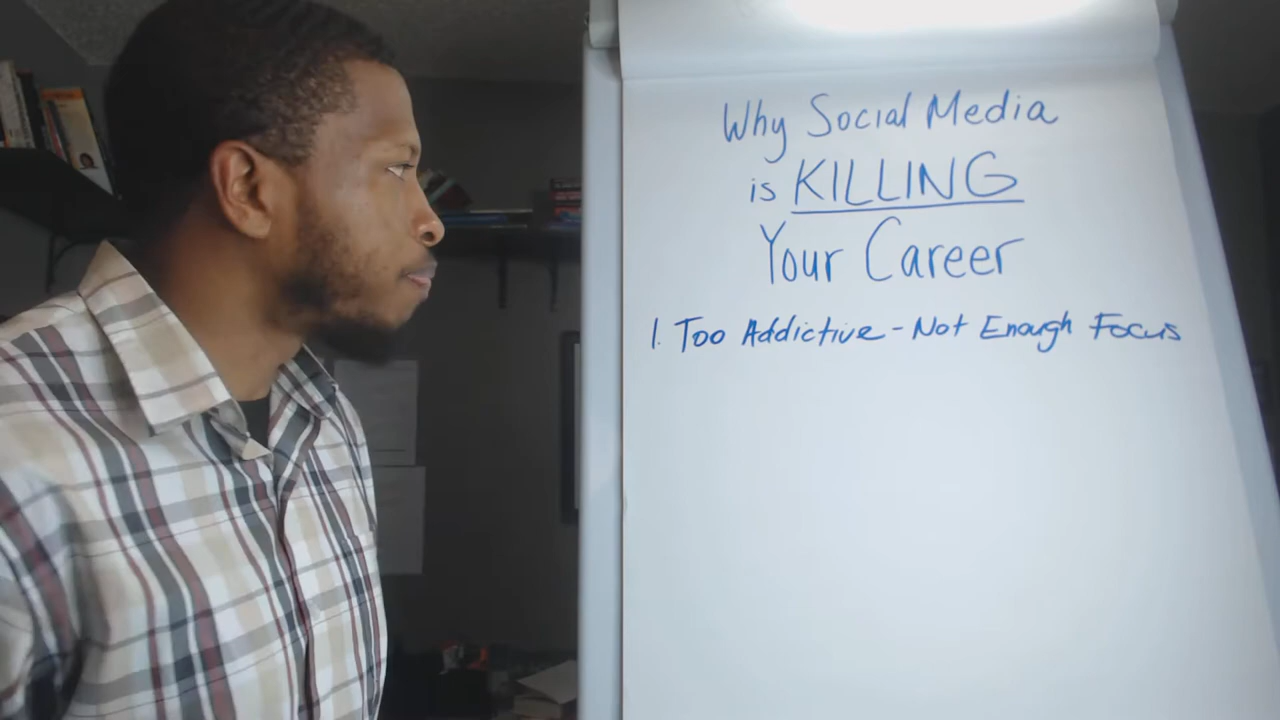 Why Social Media
is KILLING
Your Career
1. Too Addictive - Not Enough Focus